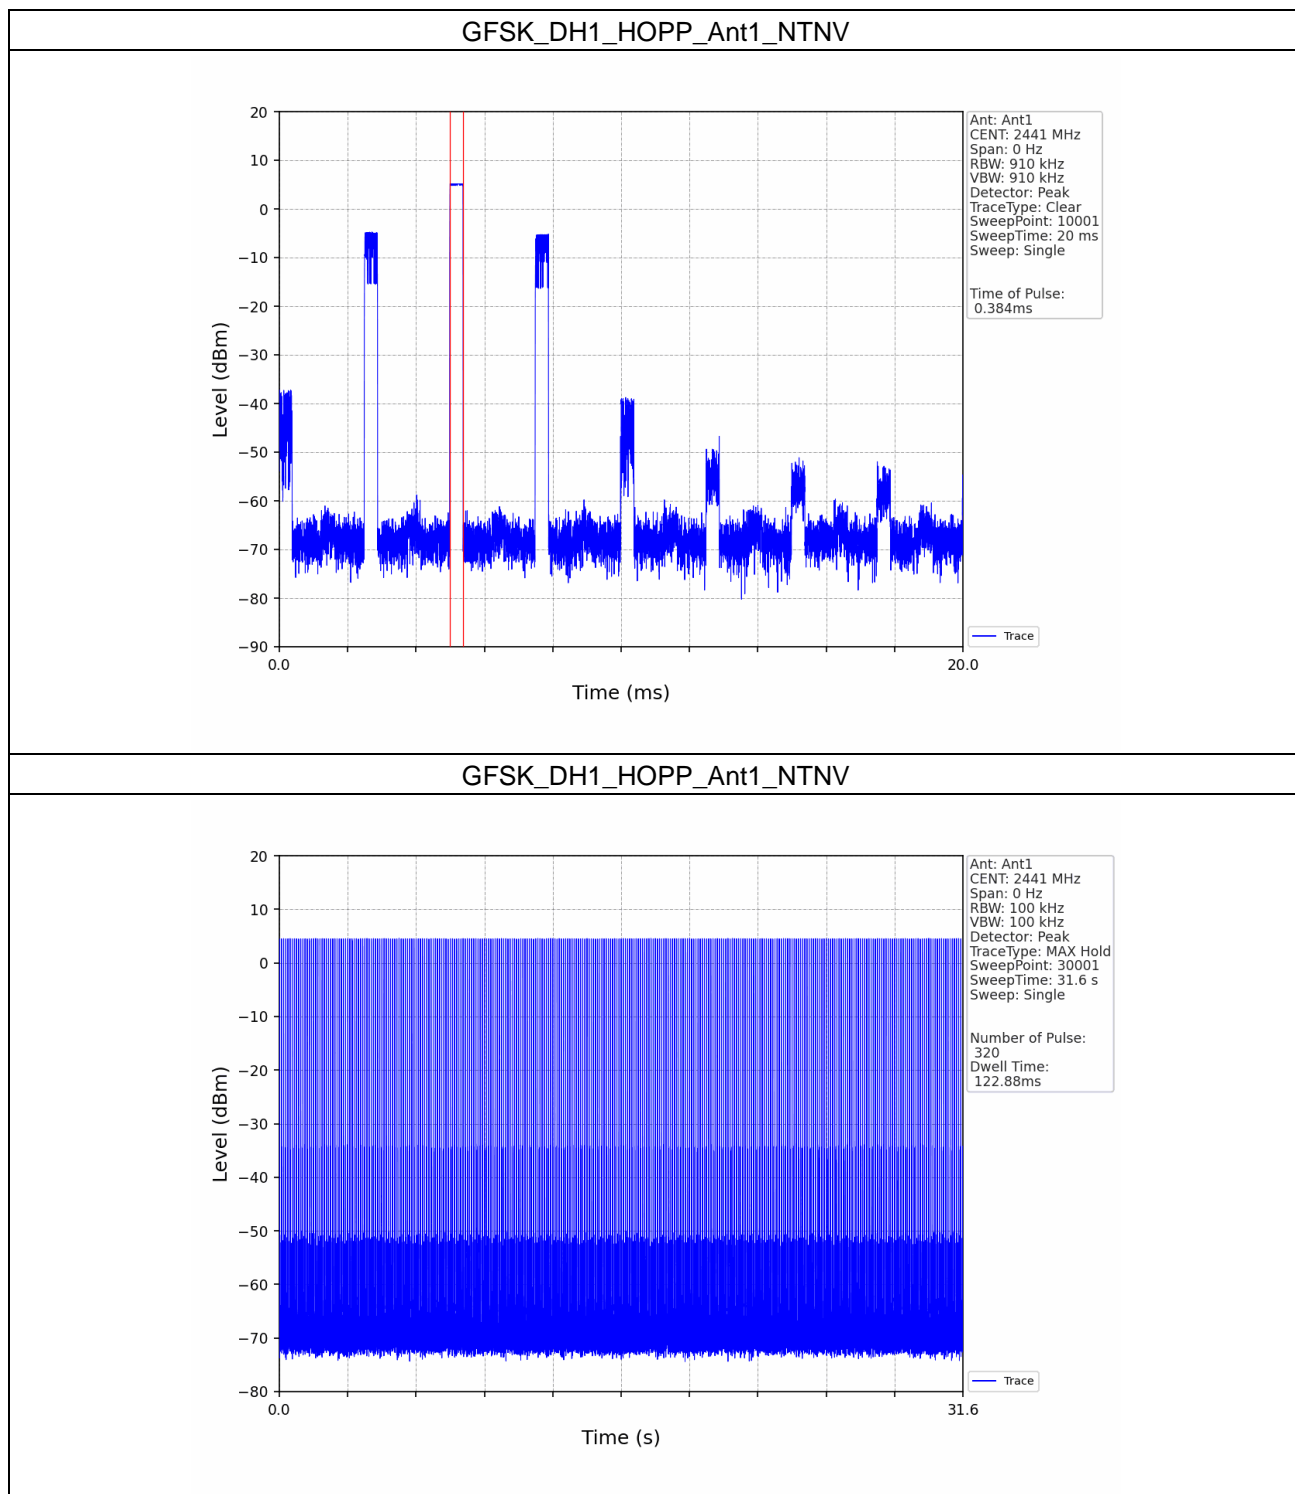 GFSK_DH1_HOPP_Ant1_NTNV
20
10
0
−10
−20
−30
−40
−50
−60
−70
−80
−90
Level (dBm)
0.0
20.0
Time (ms)
Ant: Ant1
CENT: 2441 MHz
Span: 0 Hz
RBW: 910 kHz
VBW: 910 kHz
Detector: Peak
TraceType: Clear
SweepPoint: 10001
SweepTime: 20 ms
Sweep: Single
Time of Pulse:
0.384ms
Trace
GFSK_DH1_HOPP_Ant1_NTNV
20
10
0
−10
−20
−30
−40
−50
−60
−70
−80
Level (dBm)
0.0
31.6
Time (s)
Ant: Ant1
CENT: 2441 MHz
Span: 0 Hz
RBW: 100 kHz
VBW: 100 kHz
Detector: Peak
TraceType: MAX Hold
SweepPoint: 30001
SweepTime: 31.6 s
Sweep: Single
Number of Pulse:
320
Dwell Time:
122.88ms
Trace